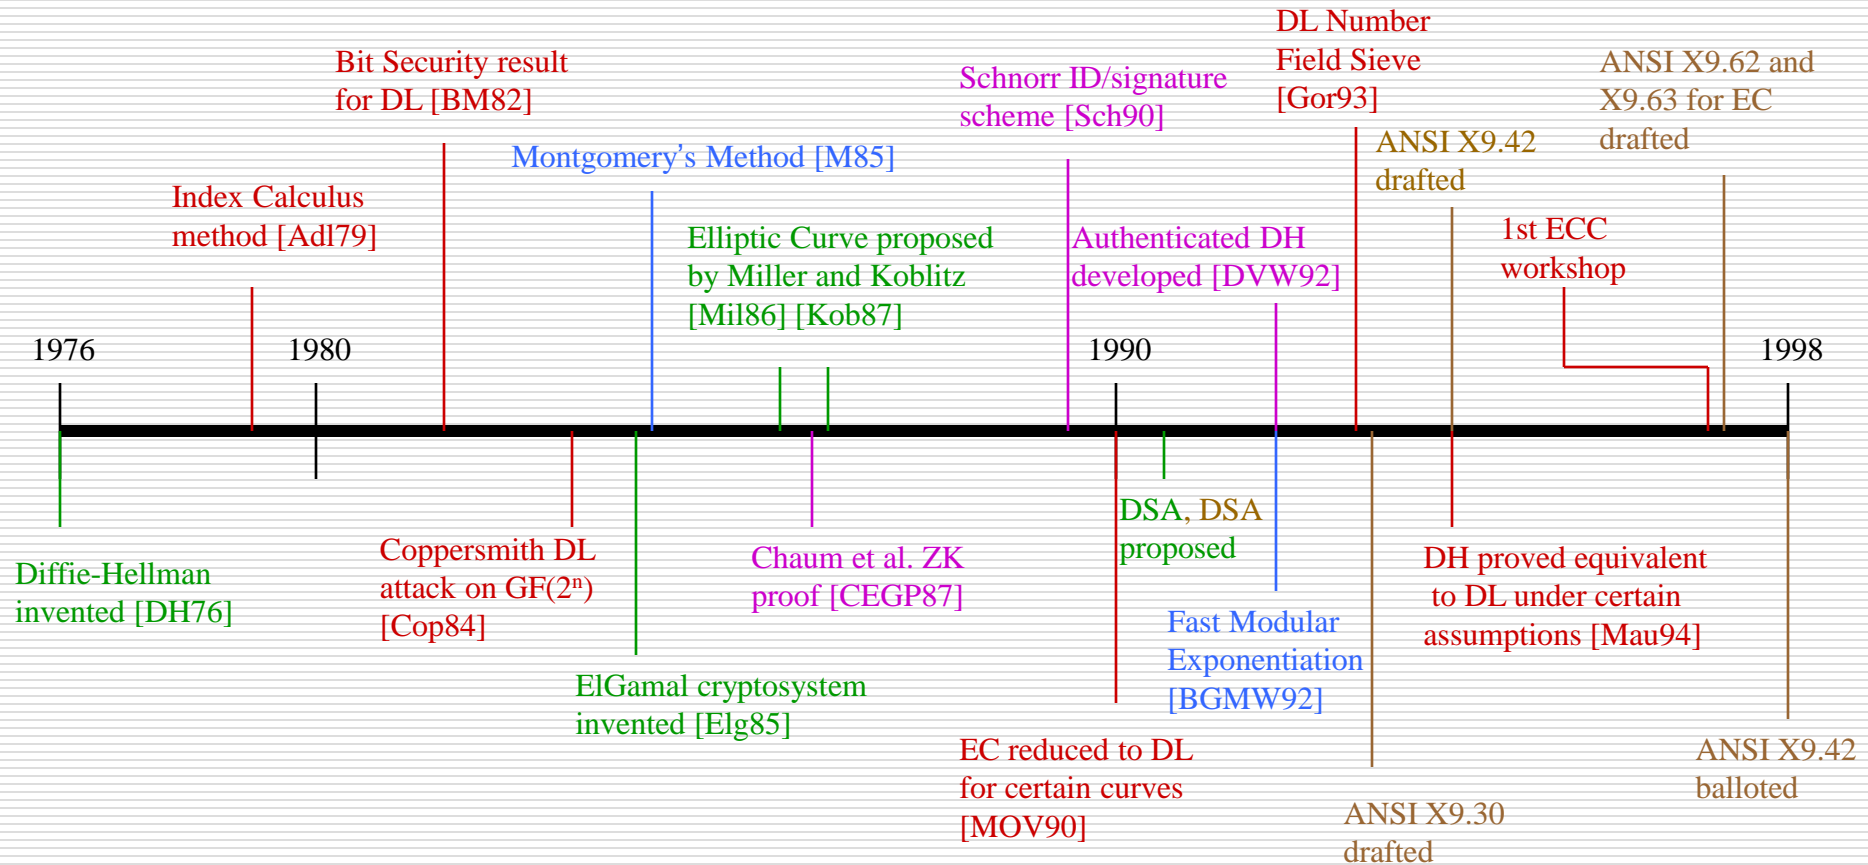 DL Number
Field Sieve
[Gor93]
Bit Security result
for DL [BM82]
Schnorr ID/signature
scheme [Sch90]
ANSI X9.62 and
X9.63 for EC
drafted
Montgomery’s Method [M85]
ANSI X9.42
drafted
Index Calculus
method [Adl79]
Elliptic Curve proposed
by Miller and Koblitz
[Mil86] [Kob87]
Authenticated DH
developed [DVW92]
1st ECC
workshop
1976
1980
1990
1998
Diffie-Hellman
invented [DH76]
Coppersmith DL
attack on GF(2ⁿ)
[Cop84]
ElGamal cryptosystem
invented [Elg85]
Chaum et al. ZK
proof [CEGP87]
DSA, DSA
proposed
EC reduced to DL
for certain curves
[MOV90]
Fast Modular
Exponentiation
[BGMW92]
ANSI X9.30
drafted
DH proved equivalent
to DL under certain
assumptions [Mau94]
ANSI X9.42
balloted